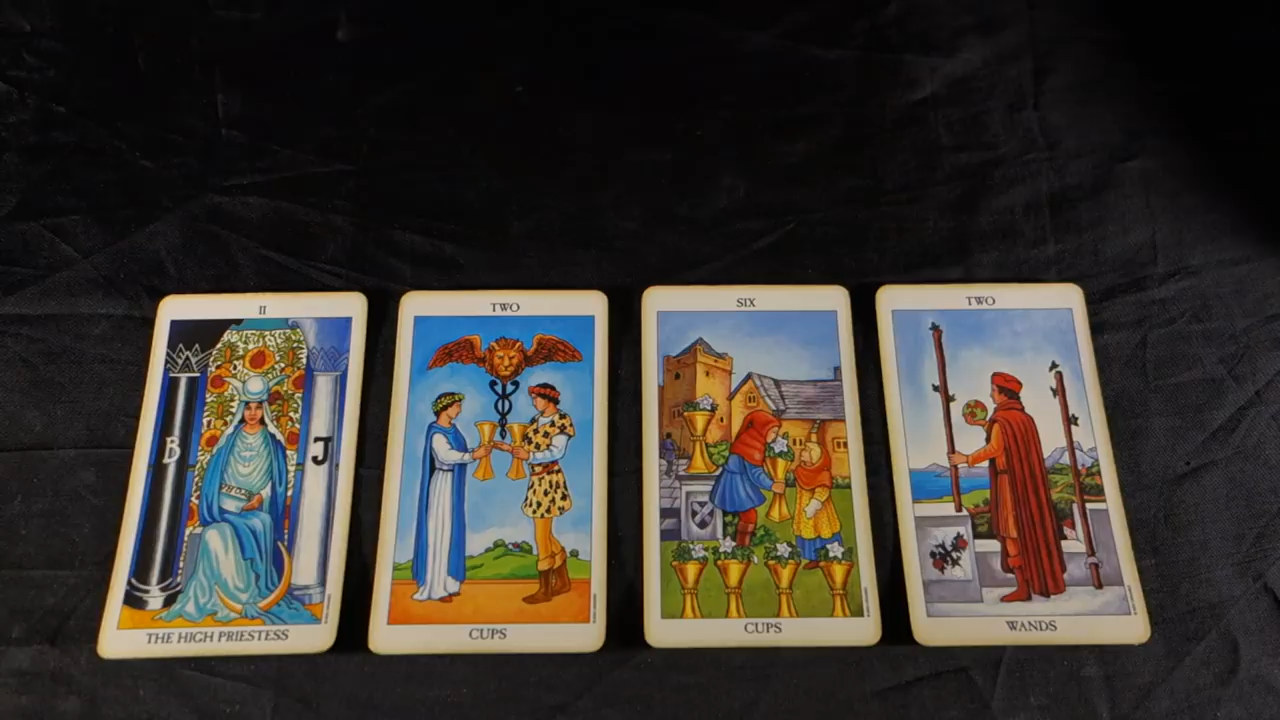 II
B
J
THE HIGH PRIESTESS
TWO
CUPS
SIX
CUPS
TWO
WANDS